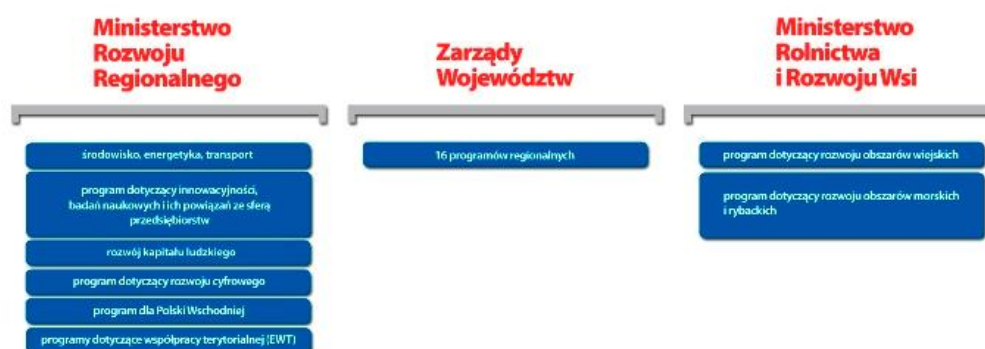 Ministerstwo
Rozwoju
Regionalnego
środowisko, energetyka, transport
program dotyczący innowacyjności,
badań naukowych i ich powiązań ze sferą
przedsiębiorstw
rozwój kapitału ludzkiego
program dotyczący rozwoju cyfrowego
program dla Polski Wschodniej
programy dotyczące współpracy terytorialnej (EWT)
Zarządy
Województw
16 programów regionalnych
Ministerstwo
Rolnictwa
i Rozwoju Wsi
program dotyczący rozwoju obszarów wiejskich
program dotyczący rozwoju obszarów morskich
i rybackich